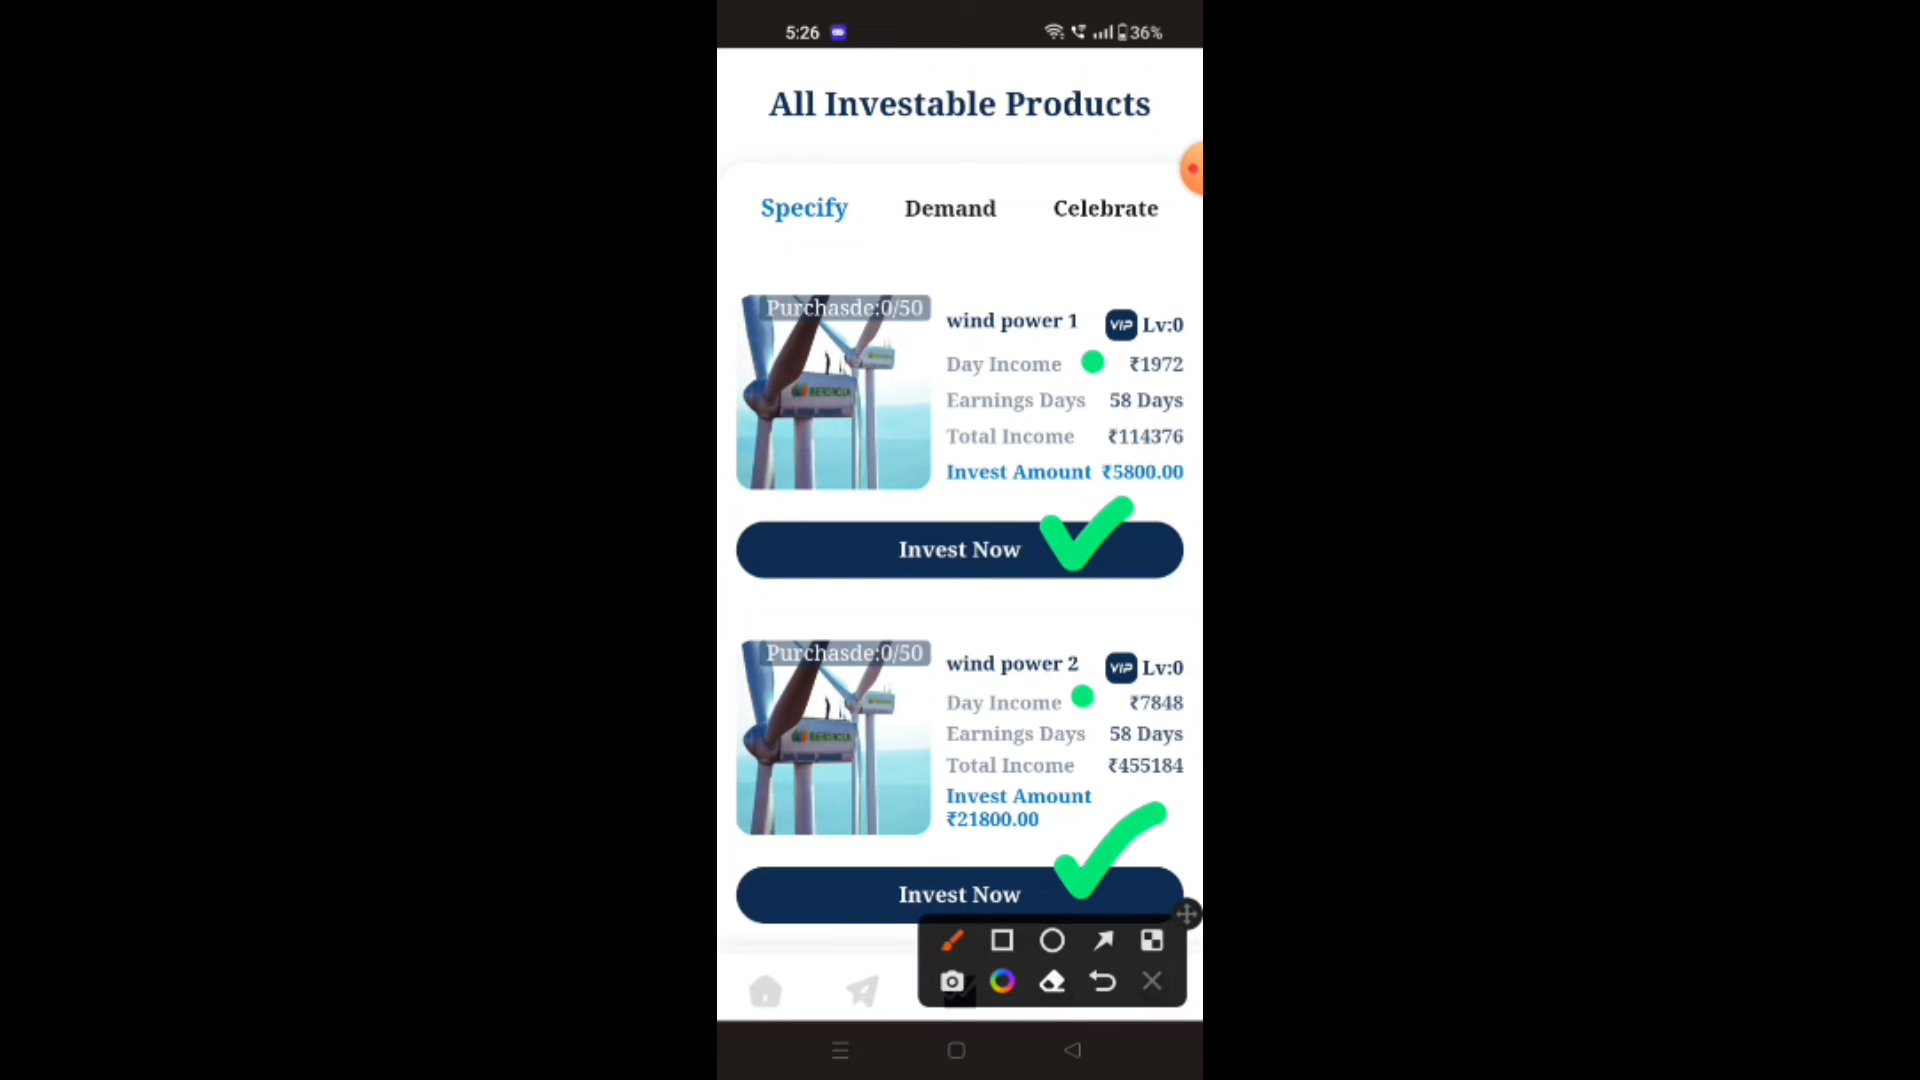 5:26
36%
All Investable Products
Specify
Demand
Celebrate
Purchasde:0/50
wind power 1
VIP
Lv:0
Day Income
₹1972
Earnings Days
58 Days
Total Income
₹114376
Invest Amount
₹5800.00
IBERDROLA
Invest Now
Purchasde:0/50
wind power 2
VIP
Lv:0
Day Income
₹7848
Earnings Days
58 Days
Total Income
₹455184
Invest Amount
₹21800.00
IBERDROLA
Invest Now